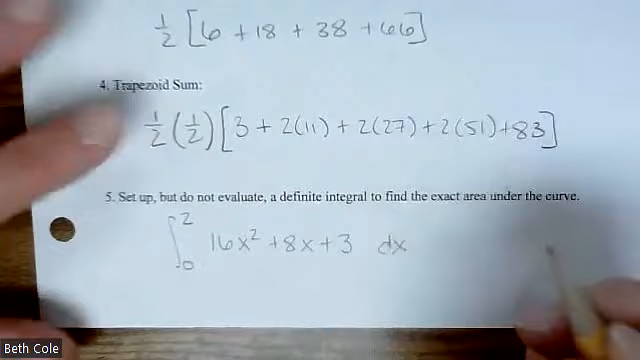 1/2 [6 + 18 + 38 + 66]
4. Trapezoid Sum:
1/2 (1/2) [3 + 2(11) + 2(27) + 2(51) + 83]
5. Set up, but do not evaluate, a definite integral to find the exact area under the curve.
∫₀² 16x² + 8x + 3 dx
Beth Cole